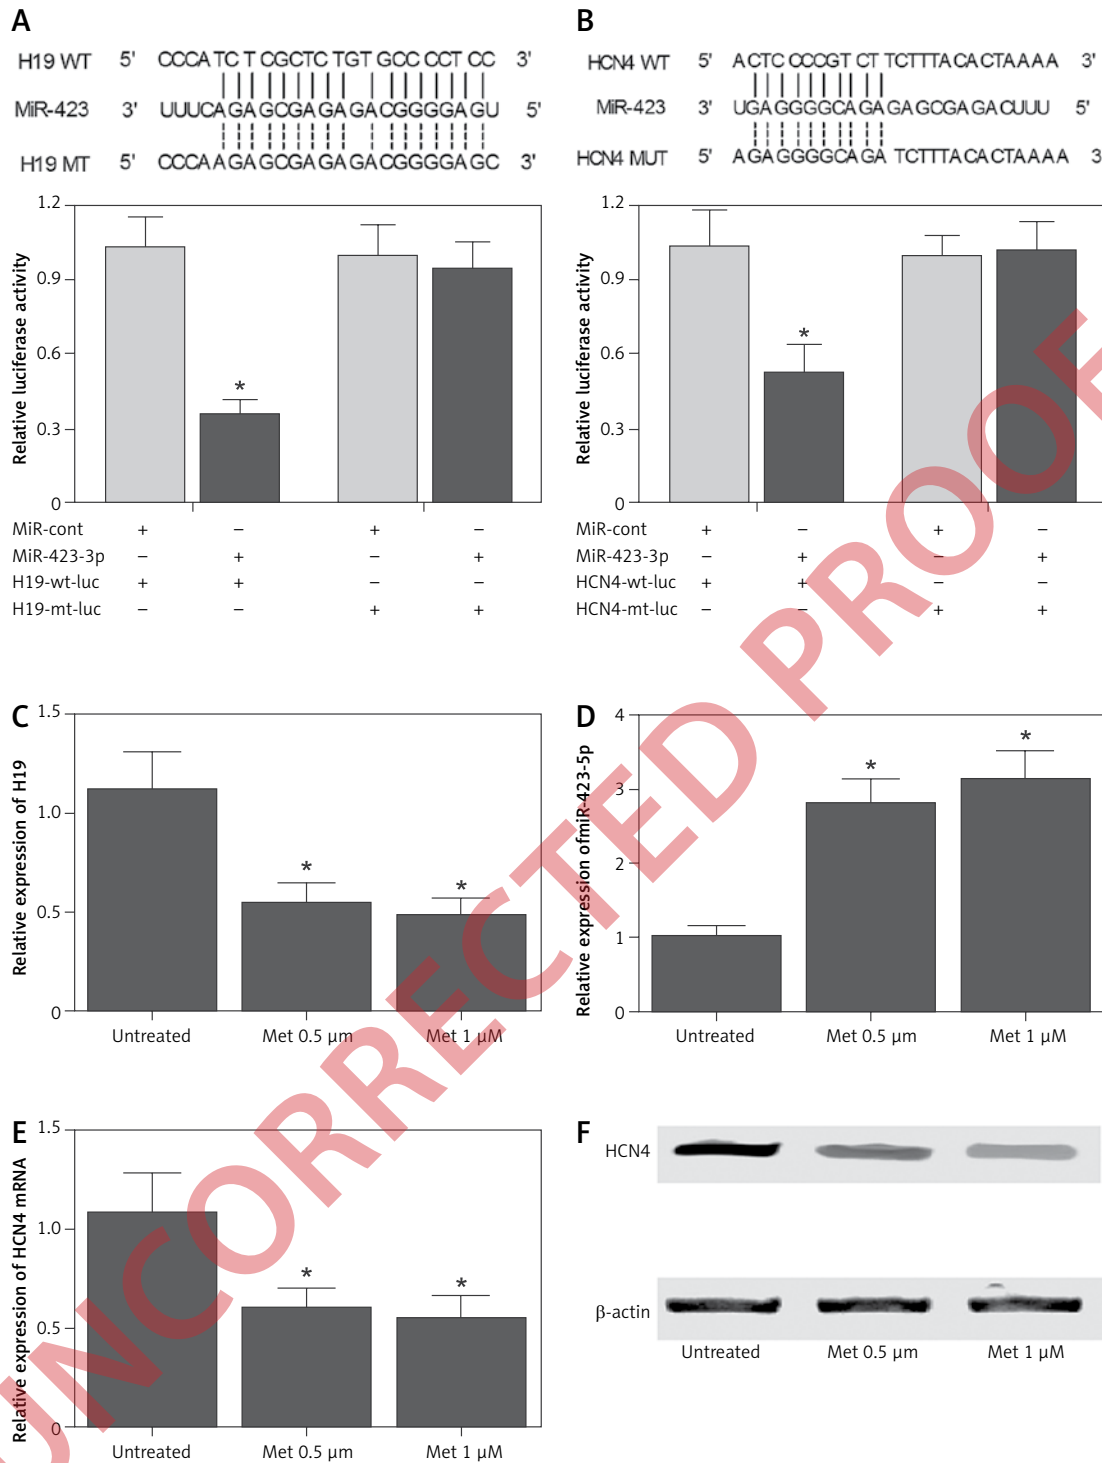 A
H19 WT 5' CCCATCTCGCTCTGTGCCCCCTCC 3'
MiR-423 3' UUUCAGAGCGAGAGACGGGGAGU 5'
H19 MT 5' CCCAAGAGCGAGAGACGGGGAGC 3'
Relative luciferase activity
1.2
0.9
0.6
0.3
0
*
MiR-cont + – + –
MiR-423-3p – + – +
H19-wt-luc + + – –
H19-mt-luc – – + +
B
HCN4 WT 5' ACTCCCCGTCTTCTTTACACTAAAA 3'
MiR-423 3' UGAGGGGCAGAGAGCGAGACUUU 5'
HCN4 MUT 5' AGAGGGGCAGATCTTTACACTAAAA 3
Relative luciferase activity
1.2
0.9
0.6
0.3
0
*
MiR-cont + – + –
MiR-423-3p – + – +
HCN4-wt-luc + + – –
HCN4-mt-luc – – + +
C
Relative expression of H19
1.5
1.0
0.5
0
* *
Untreated Met 0.5 µm Met 1 µM
D
Relative expression ofmiR-423-5p
4
3
2
1
0
* *
Untreated Met 0.5 µm Met 1 µM
E
Relative expression of HCN4 mRNA
1.5
1.0
0.5
0
* *
Untreated Met 0.5 µm Met 1 µM
F
HCN4
β-actin
Untreated Met 0.5 µm Met 1 µM
UNCORRECTED PROOF